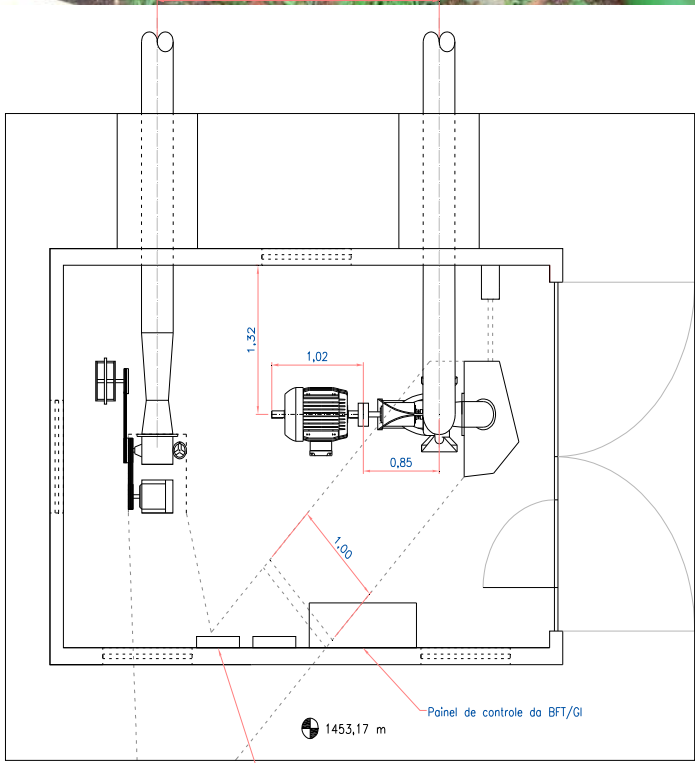 1,32
1,02
0,85
1,00
Painel de controle da BFT/GI
1453,17 m